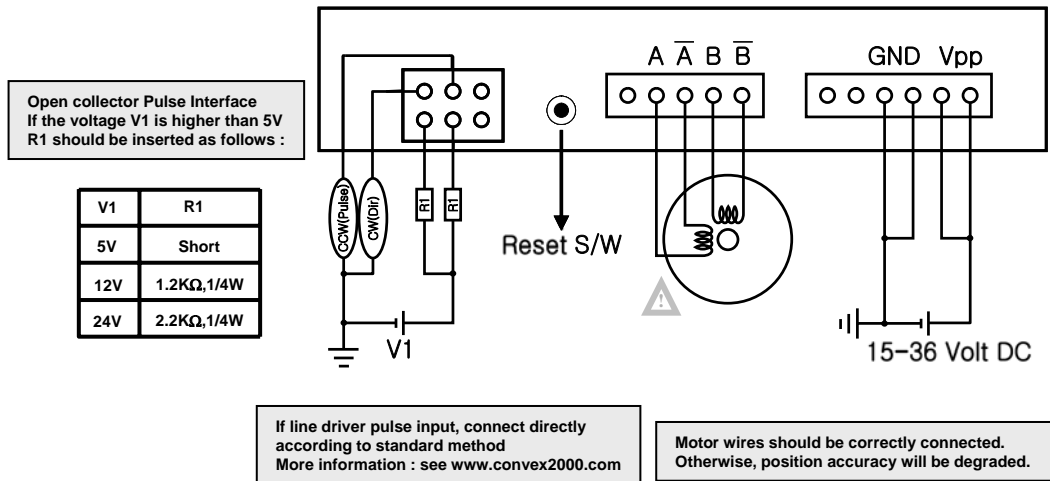 A A B B
GND Vpp
Open collector Pulse Interface
If the voltage V1 is higher than 5V
R1 should be inserted as follows :
V1 R1
5V Short
12V 1.2KΩ,1/4W
24V 2.2KΩ,1/4W
CCW(Pulse)
CW(Dir)
R1
R1
Reset S/W
V1
15-36 Volt DC
If line driver pulse input, connect directly
according to standard method
More information : see www.convex2000.com
Motor wires should be correctly connected.
Otherwise, position accuracy will be degraded.